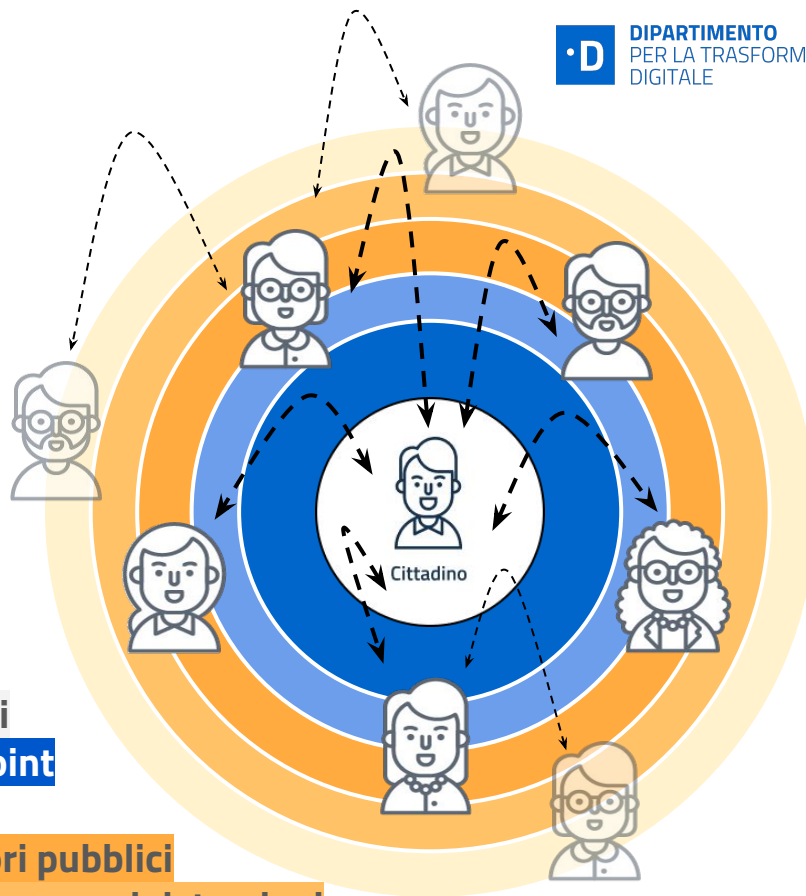 ·D
DIPARTIMENTO
PER LA TRASFORM
DIGITALE
Cittadino
i
oint
ori pubblici